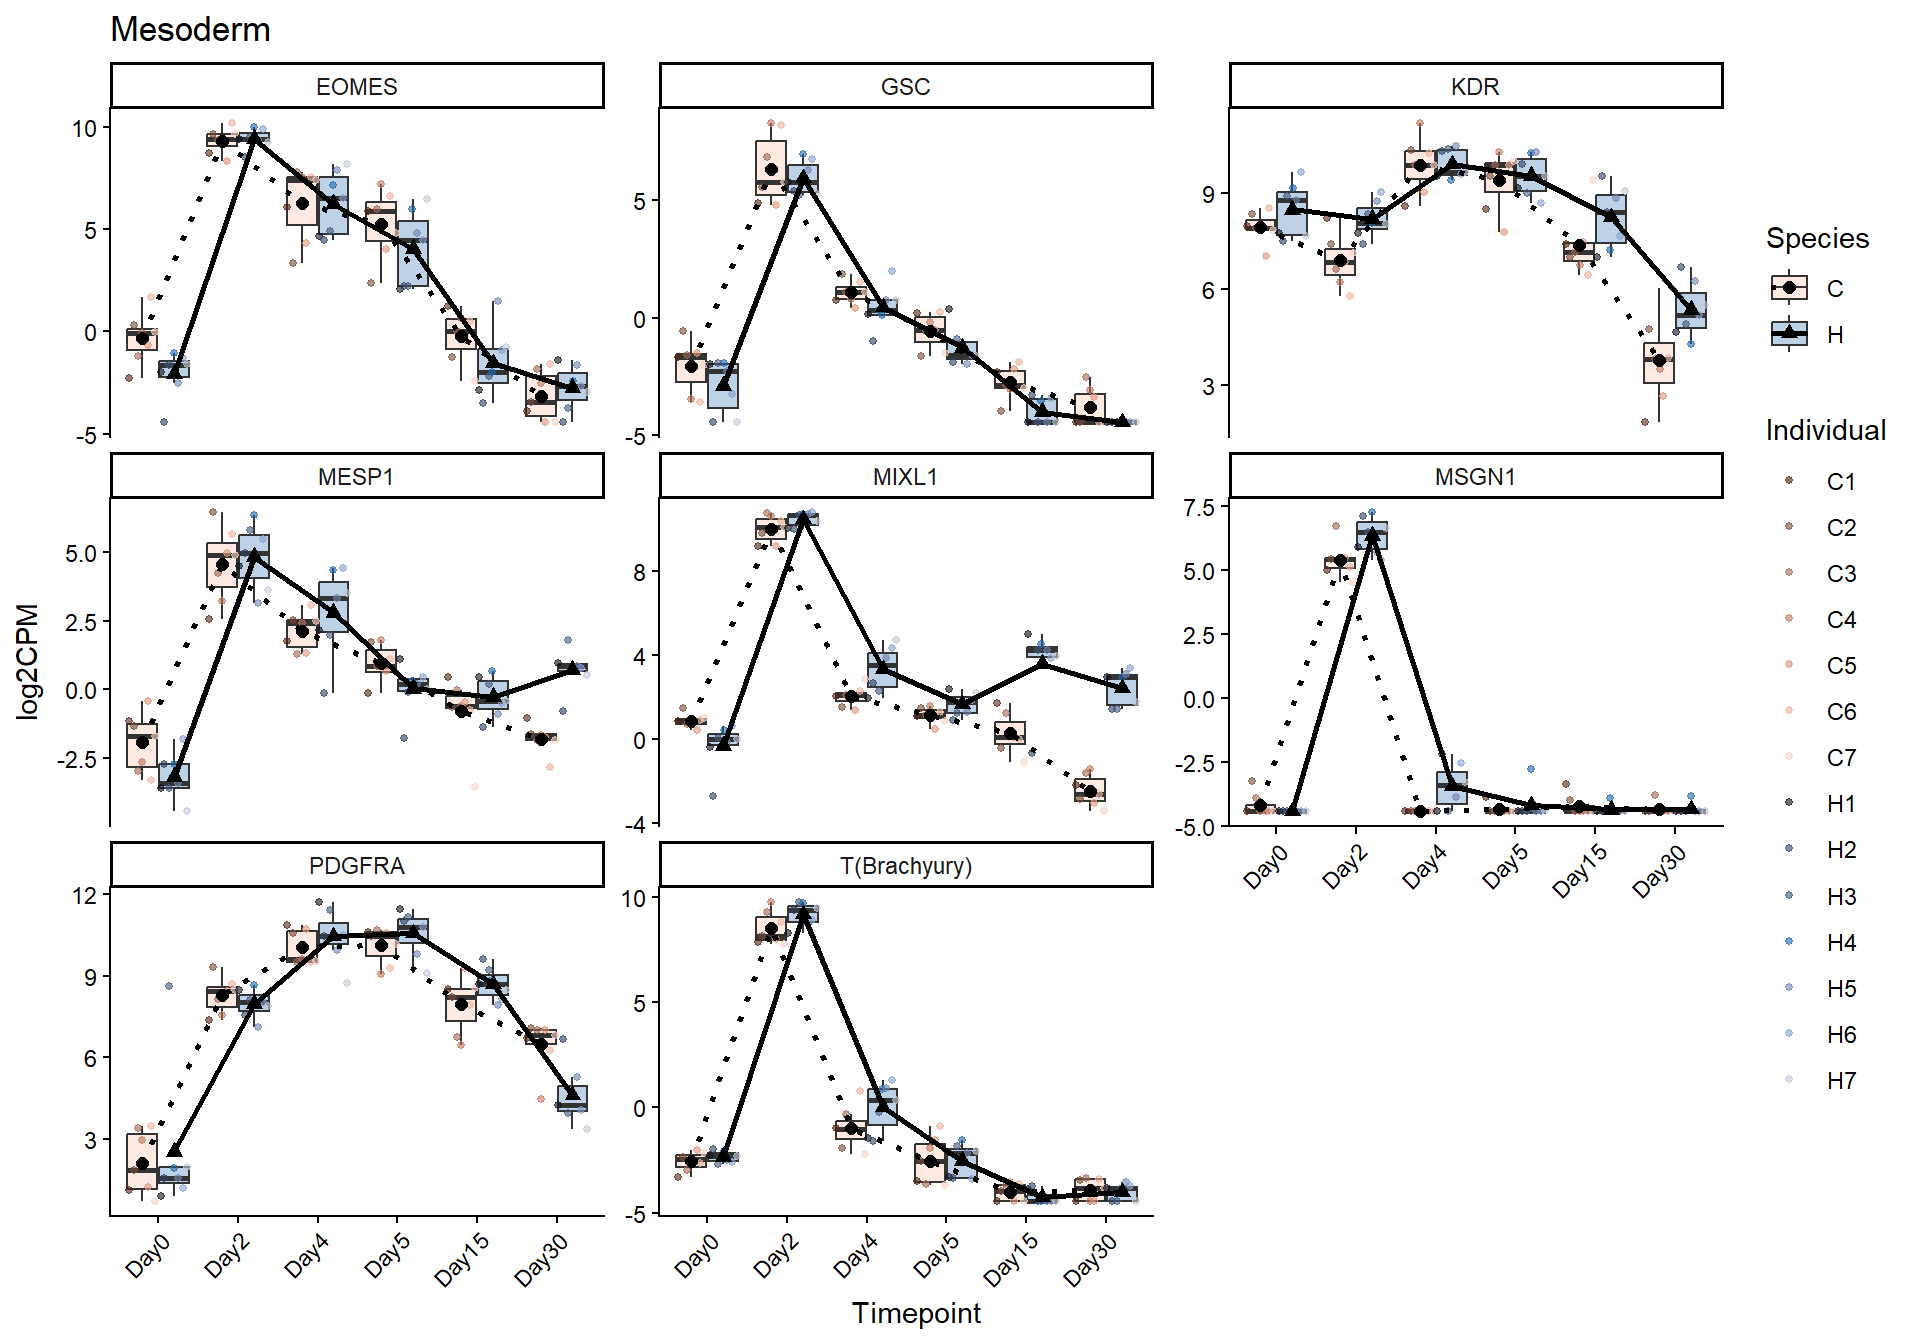 Mesoderm
EOMES
GSC
KDR
10
5
0
-5
5
0
-5
9
6
3
MESP1
MIXL1
MSGN1
5.0
2.5
0.0
-2.5
8
4
0
-4
7.5
5.0
2.5
0.0
-2.5
-5.0
Day0
Day2
Day4
Day5
Day15
Day30
PDGFRA
T(Brachyury)
12
9
6
3
10
5
0
-5
Day0
Day2
Day4
Day5
Day15
Day30
Day0
Day2
Day4
Day5
Day15
Day30
log2CPM
Timepoint
Species
C
H
Individual
C1
C2
C3
C4
C5
C6
C7
H1
H2
H3
H4
H5
H6
H7